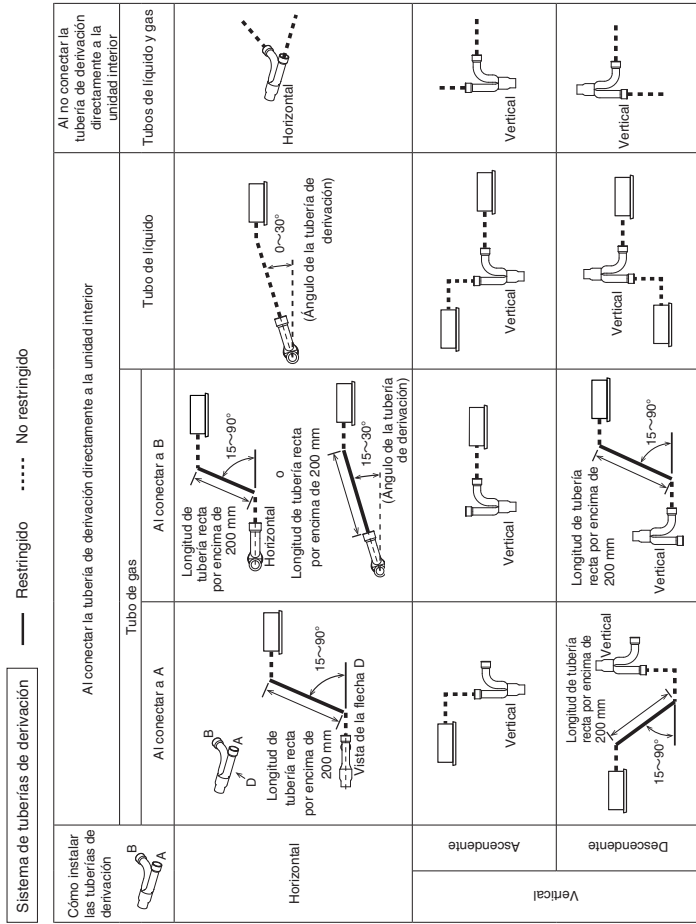 Sistema de tuberías de derivación
Restringido
No restringido
Cómo instalar
las tuberías de
derivación
B
A
Al conectar la tubería de derivación directamente a la unidad interior
Al no conectar la
tubería de derivación
directamente a la
unidad interior
Tubo de gas
Tubo de líquido
Tubos de líquido y gas
Al conectar a A
Al conectar a B
Horizontal
B
A
D
Longitud de
tubería recta
por encima de
200 mm
15~90°
Vista de la flecha D
Longitud de
tubería recta
por encima de
200 mm
15~90°
Horizontal
o
Longitud de tubería recta
por encima de 200 mm
15~30°
(Ángulo de la tubería
de derivación)
0~30°
(Ángulo de la tubería de
derivación)
Horizontal
Vertical
Ascendente
Vertical
Vertical
Vertical
Vertical
Descendente
Longitud de tubería
recta por encima de
200 mm
Vertical
15~90°
Longitud de tubería
recta por encima de
200 mm
15~90°
Vertical
Vertical
Vertical